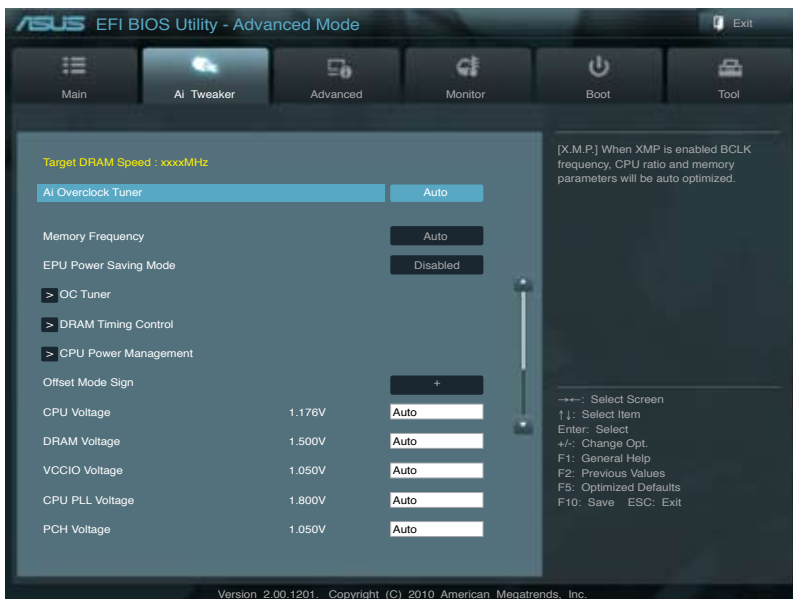 ASUS EFI BIOS Utility - Advanced Mode
Exit
Main
Ai Tweaker
Advanced
Monitor
Boot
Tool
Target DRAM Speed : xxxxMHz
Ai Overclock Tuner Auto
Memory Frequency Auto
EPU Power Saving Mode Disabled
> OC Tuner
> DRAM Timing Control
> CPU Power Management
Offset Mode Sign +
CPU Voltage 1.176V Auto
DRAM Voltage 1.500V Auto
VCCIO Voltage 1.050V Auto
CPU PLL Voltage 1.800V Auto
PCH Voltage 1.050V Auto
[X.M.P.] When XMP is enabled BCLK
frequency, CPU ratio and memory
parameters will be auto optimized.
→←: Select Screen
↑↓: Select Item
Enter: Select
+/-: Change Opt.
F1: General Help
F2: Previous Values
F5: Optimized Defaults
F10: Save ESC: Exit
Version 2.00.1201. Copyright (C) 2010 American Megatrends, Inc.